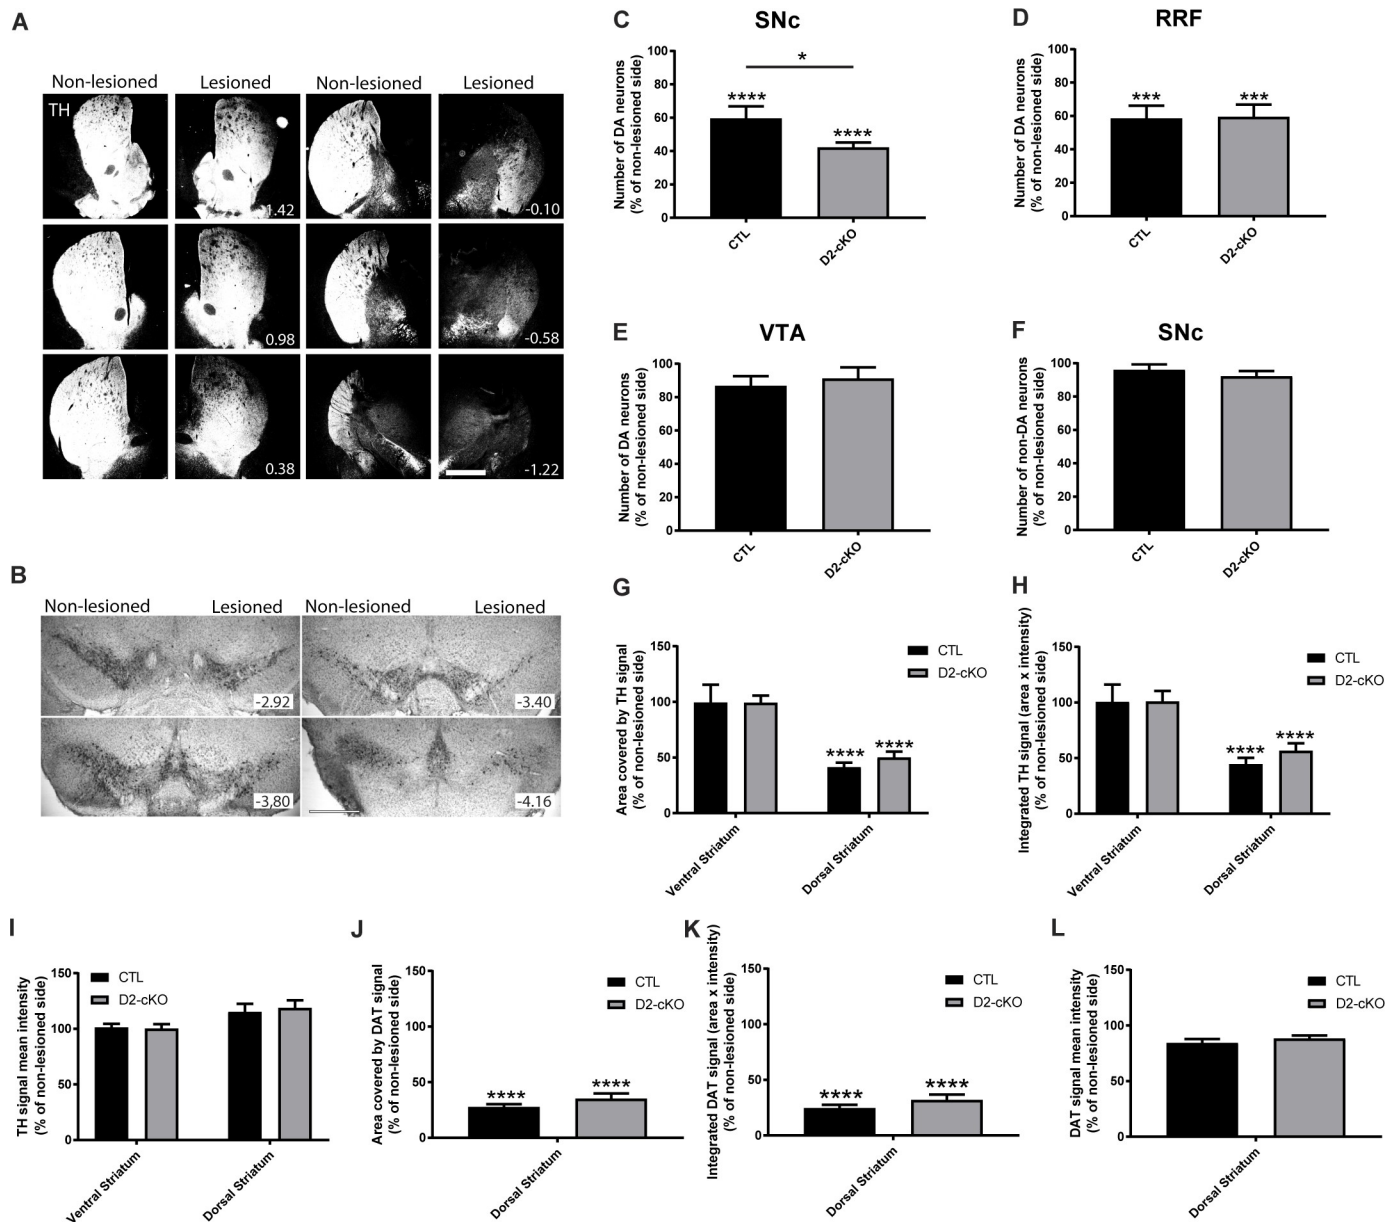 A
Non-lesioned Lesioned Non-lesioned Lesioned
TH
1.42 -0.10
0.98 -0.58
0.38 -1.22
B
Non-lesioned Lesioned Non-lesioned Lesioned
-2.92 -3.40
-3,80 -4.16
C
SNc
Number of DA neurons
(% of non-lesioned side)
100
80
60
40
20
0
*
**** ****
CTL D2-cKO
D
RRF
Number of DA neurons
(% of non-lesioned side)
100
80
60
40
20
0
*** ***
CTL D2-cKO
E
VTA
Number of DA neurons
(% of non-lesioned side)
100
80
60
40
20
0
CTL D2-cKO
F
SNc
Number of non-DA neurons
(% of non-lesioned side)
100
80
60
40
20
0
CTL D2-cKO
G
Area covered by TH signal
(% of non-lesioned side)
150
100
50
0
CTL
D2-cKO
**** ****
Ventral Striatum Dorsal Striatum
H
Integrated TH signal (area x intensity)
(% of non-lesioned side)
150
100
50
0
CTL
D2-cKO
**** ****
Ventral Striatum Dorsal Striatum
I
TH signal mean intensity
(% of non-lesioned side)
150
100
50
0
CTL
D2-cKO
Ventral Striatum Dorsal Striatum
J
Area covered by DAT signal
(% of non-lesioned side)
150
100
50
0
CTL
D2-cKO
**** ****
Dorsal Striatum
K
Integrated DAT signal (area x intensity)
(% of non-lesioned side)
150
100
50
0
CTL
D2-cKO
**** ****
Dorsal Striatum
L
DAT signal mean intensity
(% of non-lesioned side)
150
100
50
0
CTL
D2-cKO
Dorsal Striatum